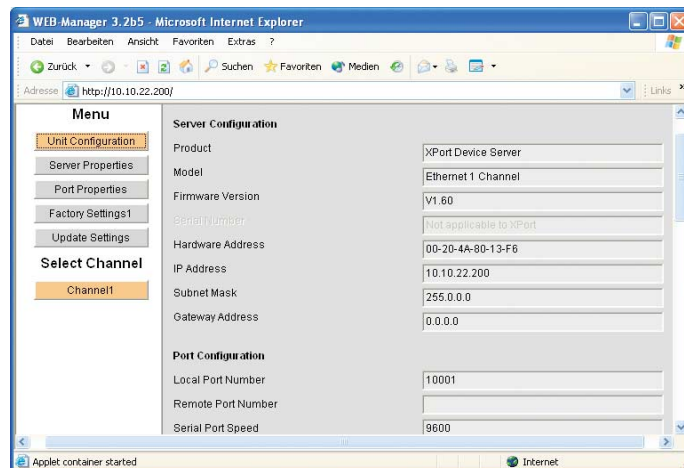 WEB-Manager 3.2b5 - Microsoft Internet Explorer
Datei Bearbeiten Ansicht Favoriten Extras ?
Zurück Suchen Favoriten Medien
Adresse http://10.10.22.200/ Links »
Menu
Unit Configuration
Server Properties
Port Properties
Factory Settings1
Update Settings
Select Channel
Channel1
Server Configuration
Product XPort Device Server
Model Ethernet 1 Channel
Firmware Version V1.60
Serial Number Not applicable to XPort
Hardware Address 00-20-4A-80-13-F6
IP Address 10.10.22.200
Subnet Mask 255.0.0.0
Gateway Address 0.0.0.0
Port Configuration
Local Port Number 10001
Remote Port Number
Serial Port Speed 9600
Applet container started Internet